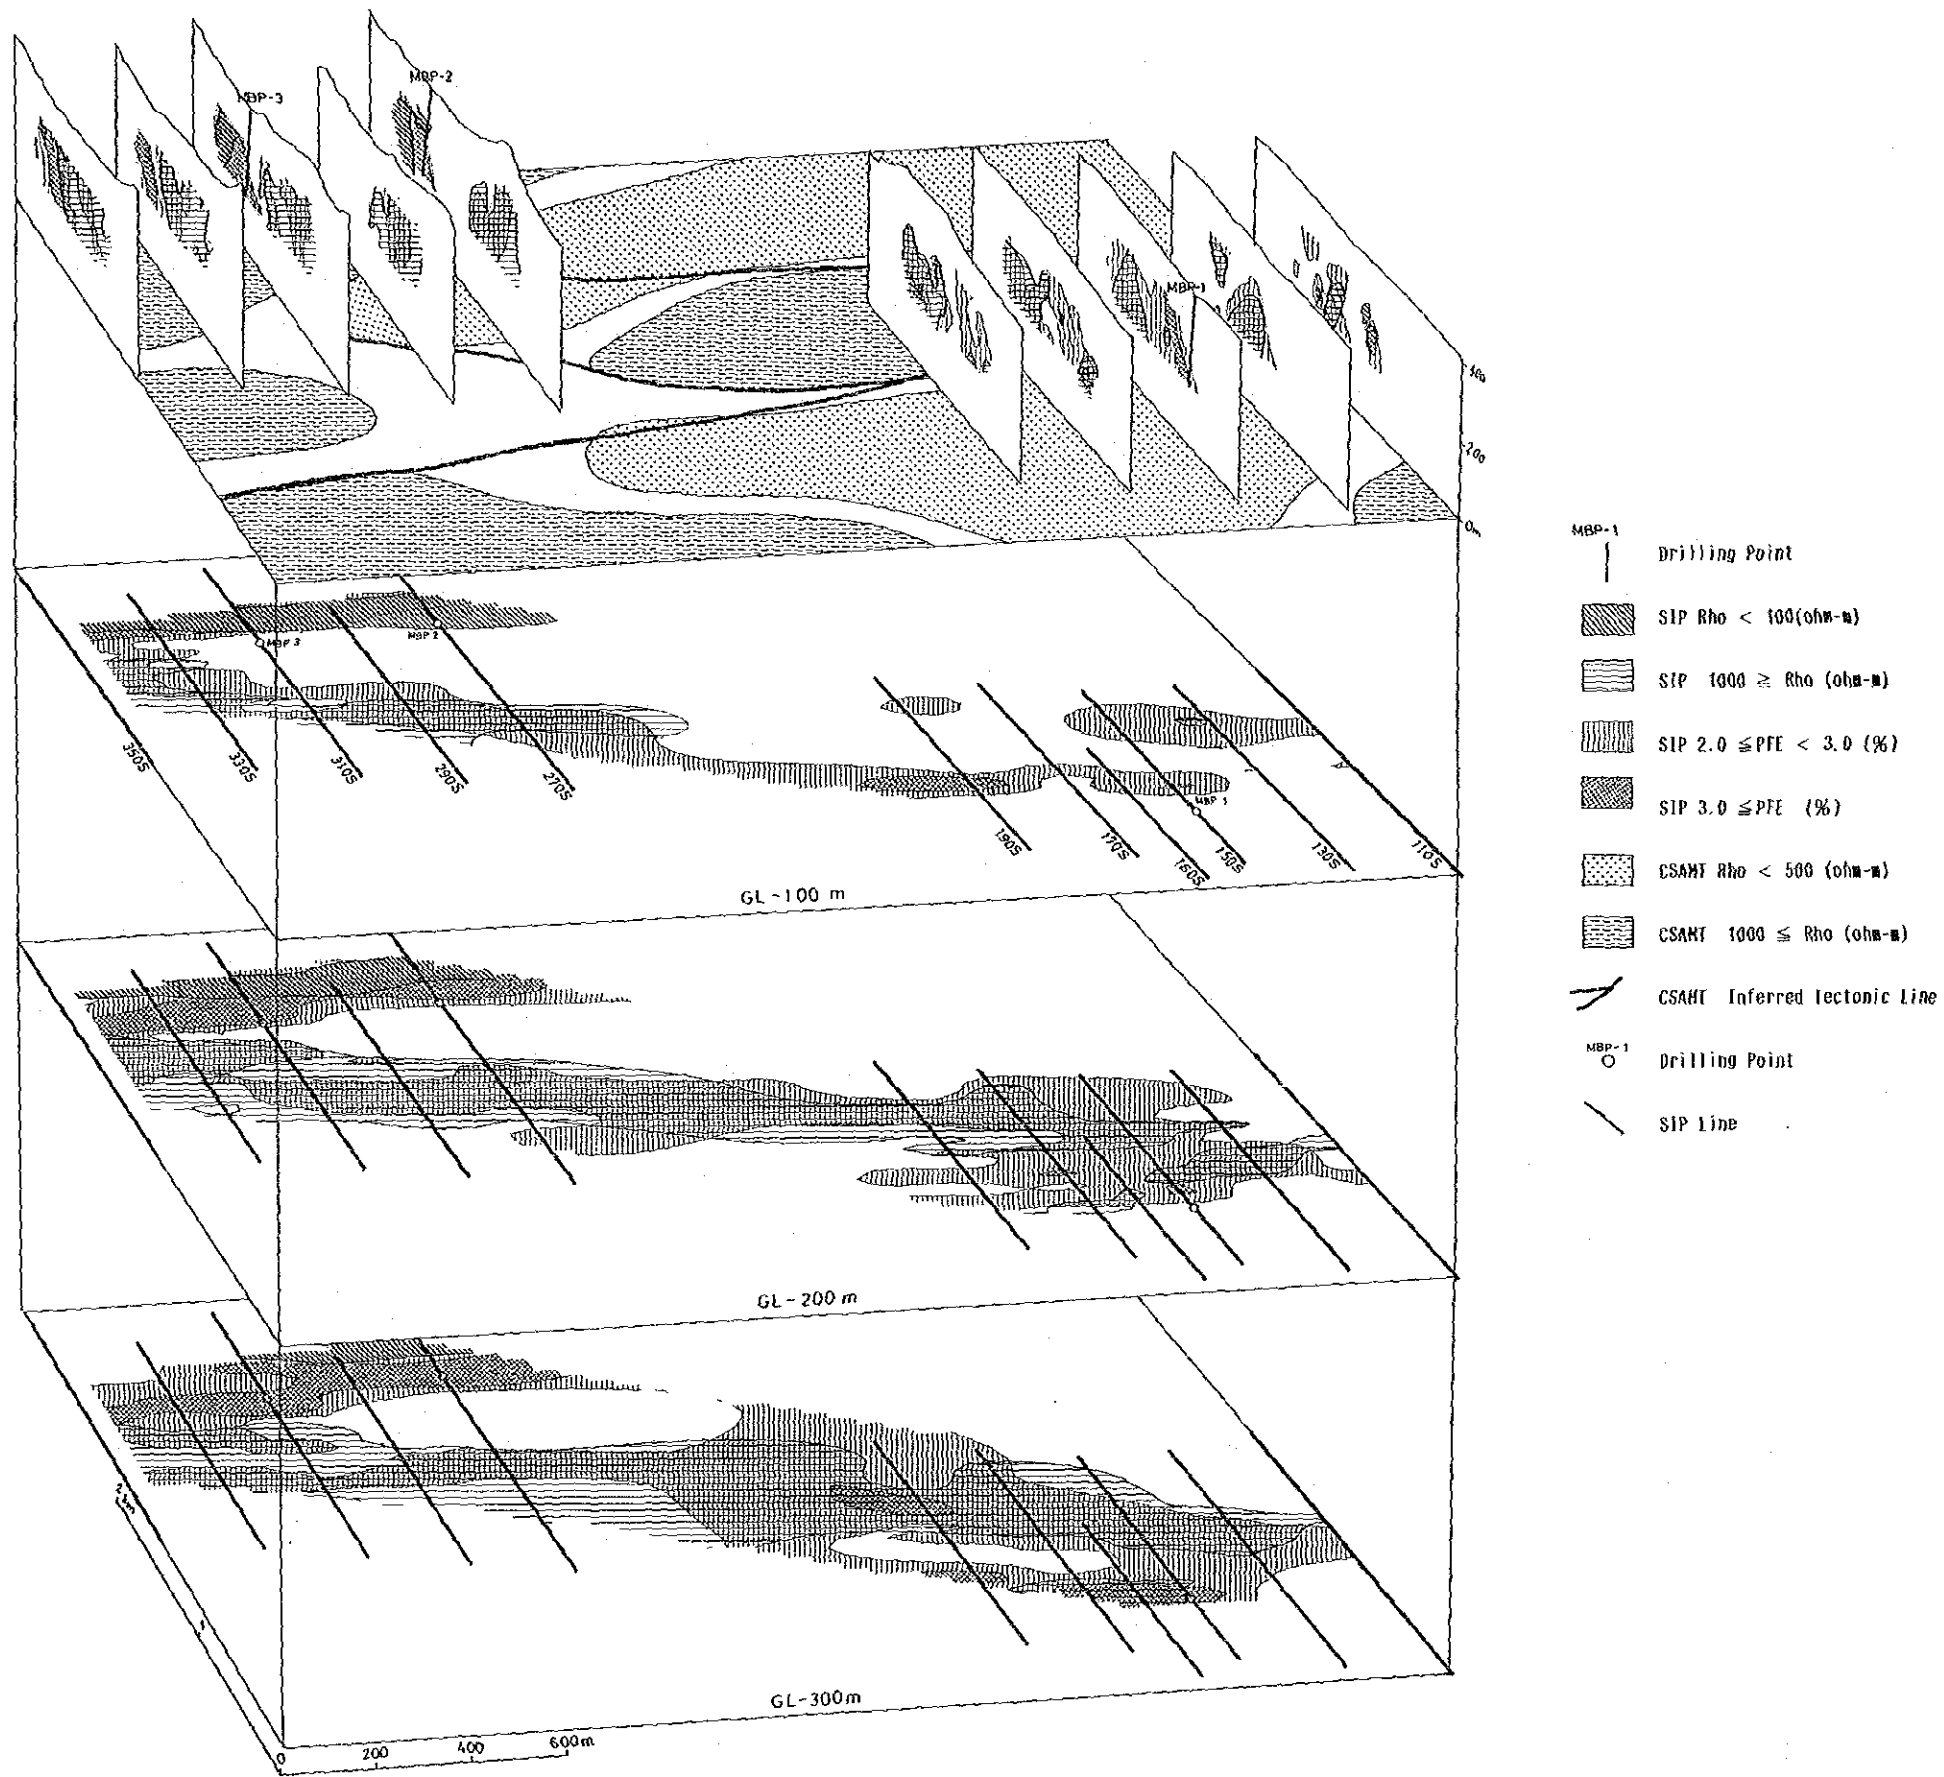 MBP-2
MBP-3
MBP-1
200
0m
MBP-1
Drilling Point
SIP Rho < 100(ohm-m)
SIP 1000 ≧ Rho (ohm-m)
SIP 2.0 ≦PFE < 3.0 (%)
SIP 3.0 ≦PFE (%)
CSAMT Rho < 500 (ohm-m)
CSAMT 1000 ≦ Rho (ohm-m)
CSAMT Inferred Tectonic Line
MBP-1
Drilling Point
SIP Line
MBP 2
MBP 3
350S
330S
310S
290S
270S
MBP 1
190S
170S
160S
150S
130S
110S
GL-100 m
GL-200 m
GL-300m
0
200
400
600m